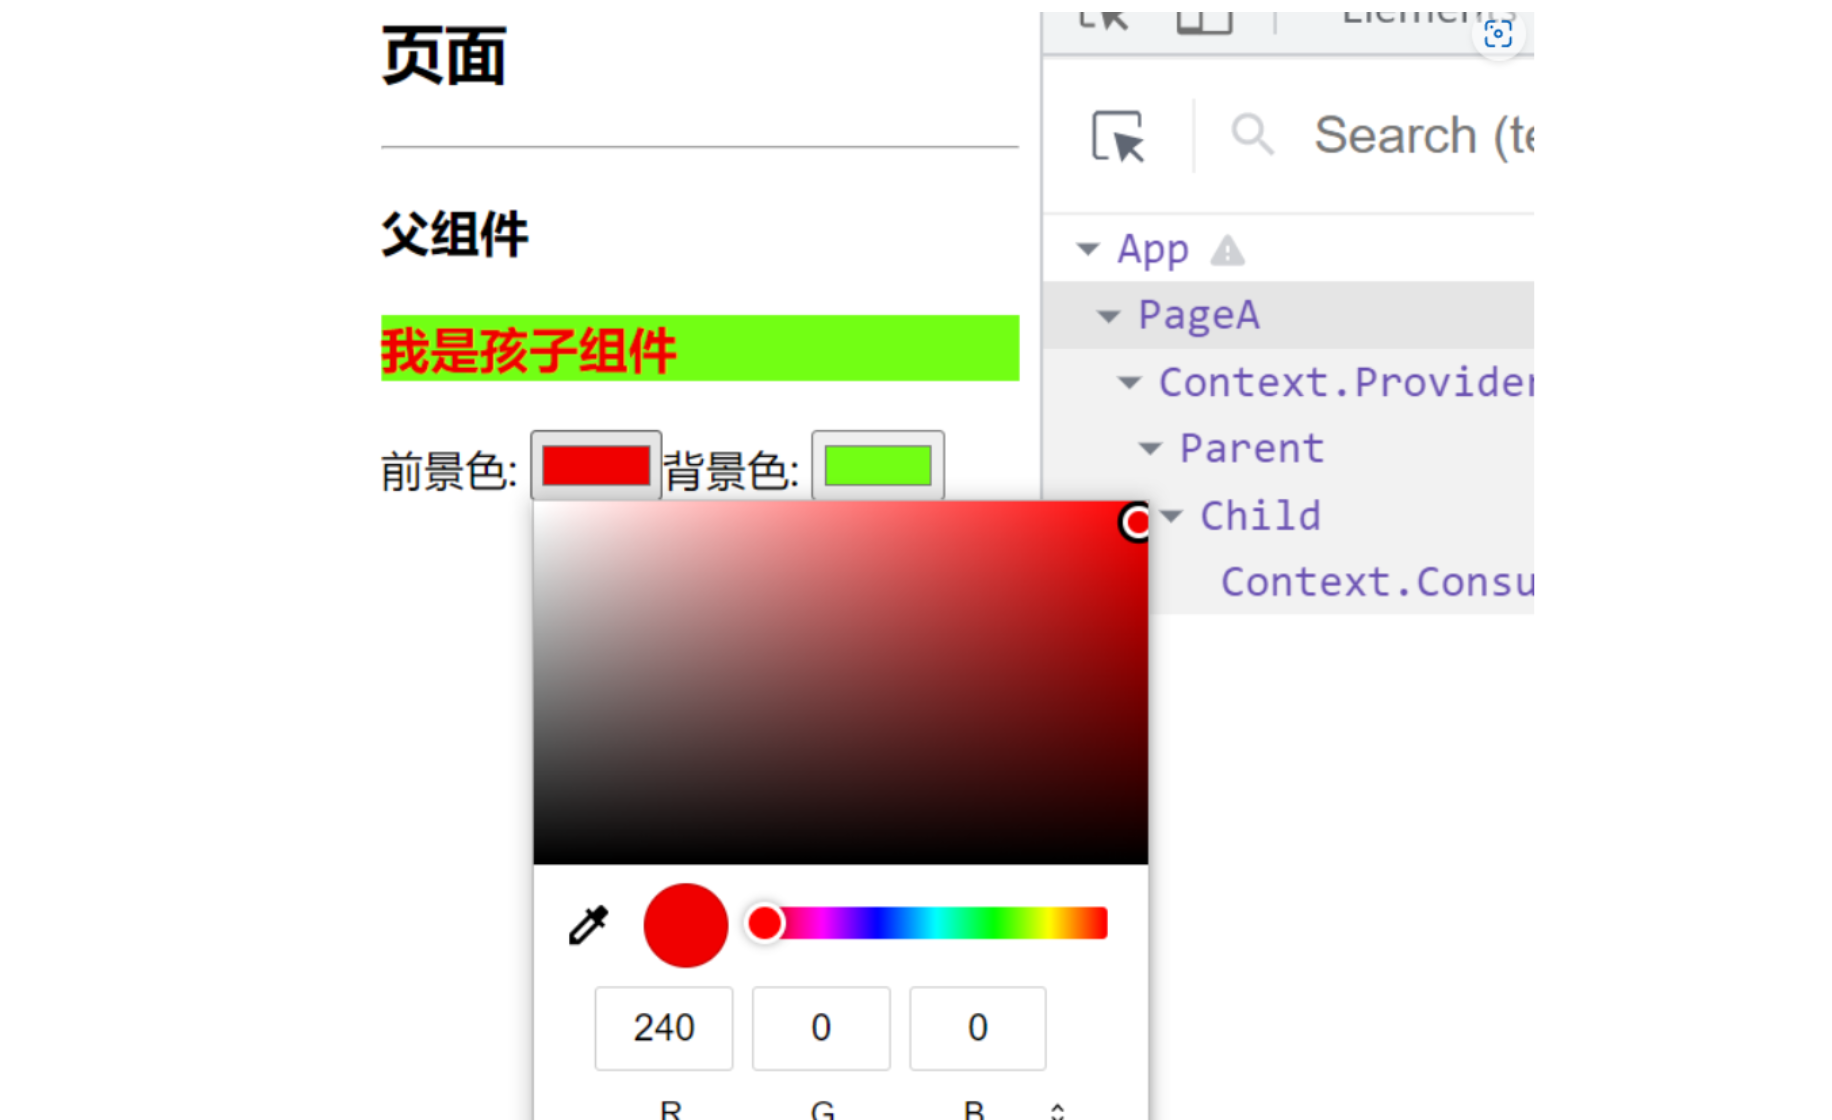 页面
父组件
我是孩子组件
前景色: 背景色:
240 0 0
R G B
Elements
Search (te
App
PageA
Context.Provider
Parent
Child
Context.Consu